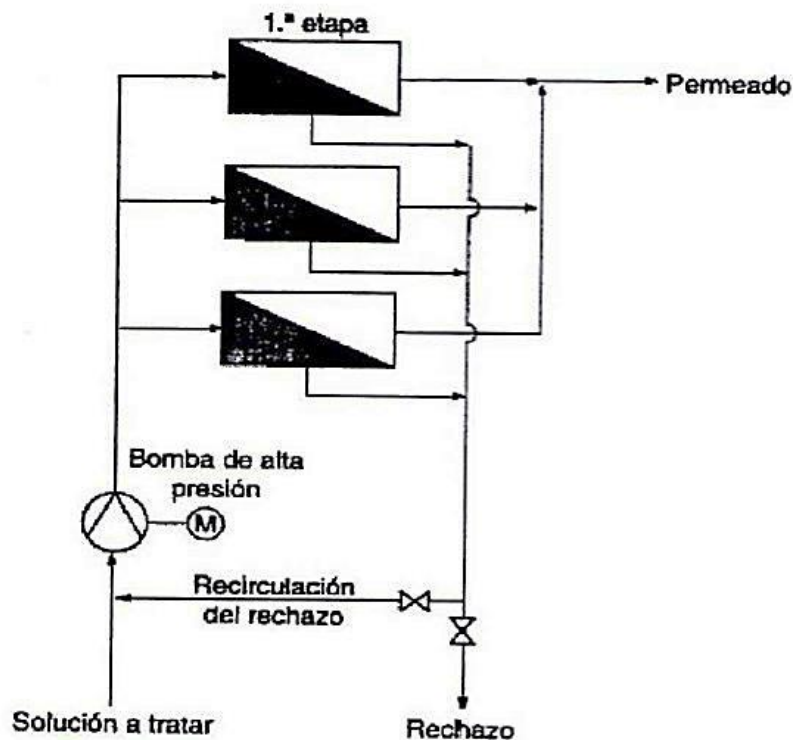 1.ª etapa
Permeado
Bomba de alta
presión
M
Recirculación
del rechazo
Solución a tratar
Rechazo